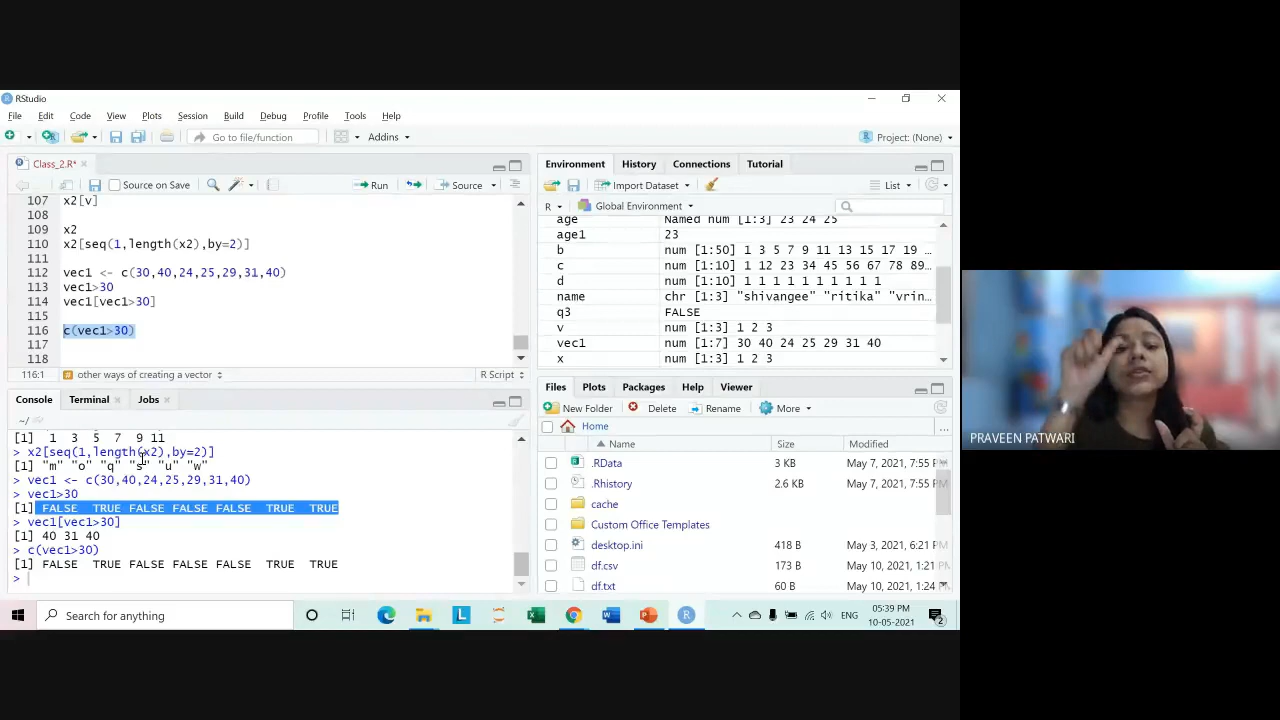 RStudio
File Edit Code View Plots Session Build Debug Profile Tools Help
Go to file/function Addins Project: (None)
Class_2.R*
Source on Save Run Source
107 x2[v]
108
109 x2
110 x2[seq(1,length(x2),by=2)]
111
112 vec1 <- c(30,40,24,25,29,31,40)
113 vec1>30
114 vec1[vec1>30]
115
116 c(vec1>30)
117
118
116:1 # other ways of creating a vector R Script
Console Terminal Jobs
~/
[1] 1 3 5 7 9 11
> x2[seq(1,length(x2),by=2)]
[1] "m" "o" "q" "s" "u" "w"
> vec1 <- c(30,40,24,25,29,31,40)
> vec1>30
[1] FALSE TRUE FALSE FALSE FALSE TRUE TRUE
> vec1[vec1>30]
[1] 40 31 40
> c(vec1>30)
[1] FALSE TRUE FALSE FALSE FALSE TRUE TRUE
>
Environment History Connections Tutorial
Import Dataset List
R Global Environment
age Named num [1:3] 23 24 25
age1 23
b num [1:50] 1 3 5 7 9 11 13 15 17 19 ...
c num [1:10] 1 12 23 34 45 56 67 78 89...
d num [1:10] 1 1 1 1 1 1 1 1 1 1
name chr [1:3] "shivangee" "ritika" "vrin...
q3 FALSE
v num [1:3] 1 2 3
vec1 num [1:7] 30 40 24 25 29 31 40
x num [1:3] 1 2 3
Files Plots Packages Help Viewer
New Folder Delete Rename More
Home
Name Size Modified
.RData 3 KB May 7, 2021, 7:55 P
.Rhistory 2.6 KB May 7, 2021, 7:55 P
cache
Custom Office Templates
desktop.ini 418 B May 3, 2021, 6:21 P
df.csv 173 B May 10, 2021, 1:21
df.txt 60 B May 10, 2021, 1:24
Search for anything
ENG
05:39 PM
10-05-2021
2
PRAVEEN PATWARI